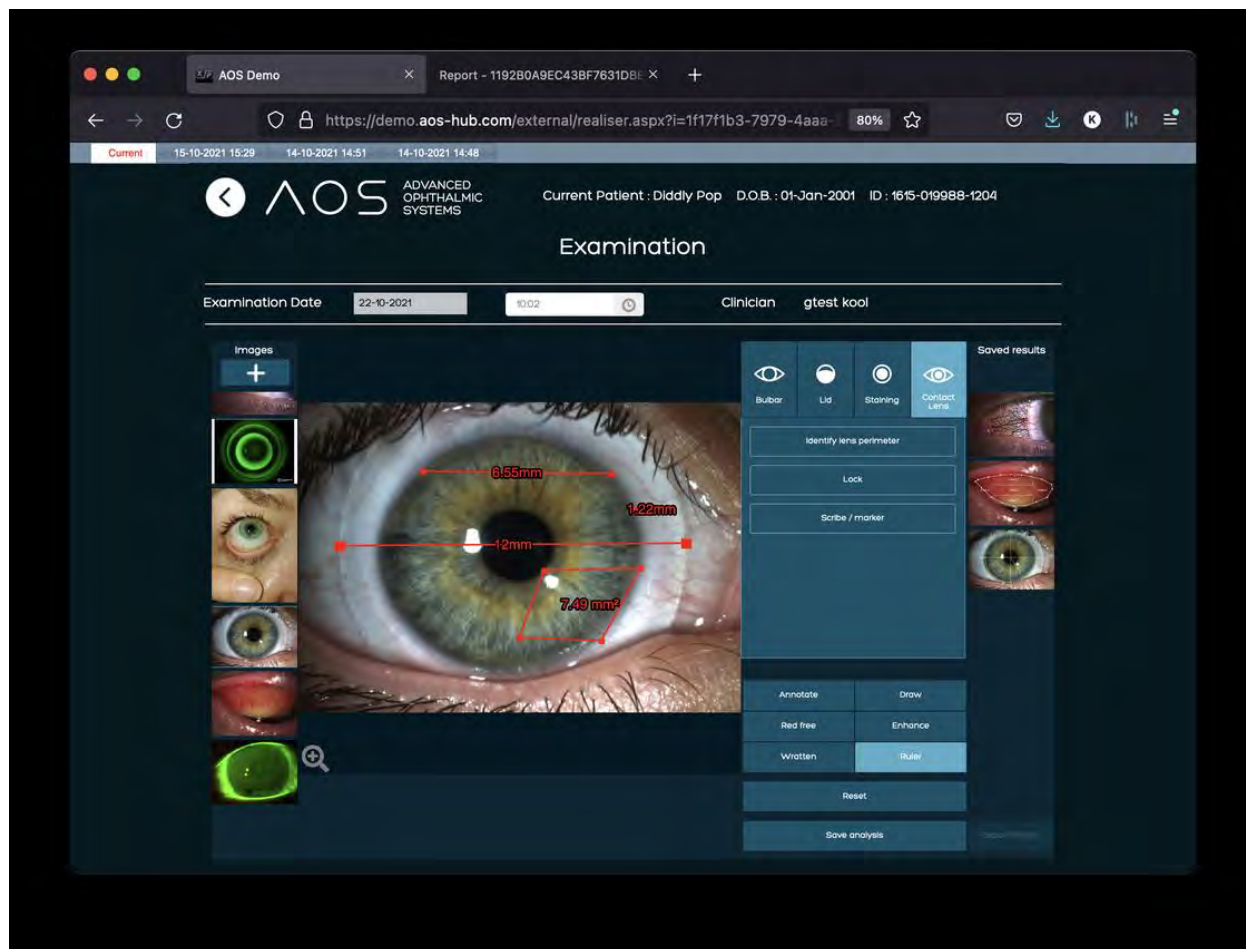 AOS Demo
Report - 1192B0A9EC43BF7631DBE
https://demo.aos-hub.com/external/realiser.aspx?i=1f17f1b3-7979-4aaa-
80%
K
Current 15-10-2021 15:29 14-10-2021 14:51 14-10-2021 14:48
AOS
ADVANCED
OPHTHALMIC
SYSTEMS
Current Patient : Diddly Pop D.O.B. : 01-Jan-2001 ID : 1615-019988-1204
Examination
Examination Date 22-10-2021 10:02 Clinician gtest kool
Images
Bulbar
Lid
Staining
Contact
Lens
Saved results
Identify lens perimeter
Lock
Scribe / marker
6.55mm
1.22mm
12mm
7.49 mm²
Annotate Draw
Red free Enhance
Wratten Ruler
Reset
Save analysis